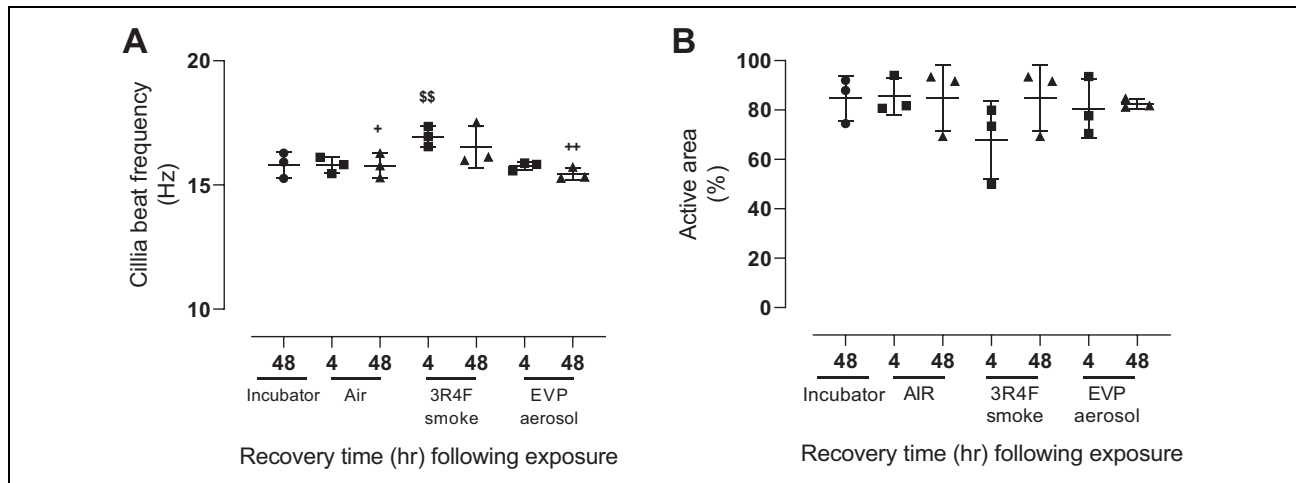 A
Cillia beat frequency
(Hz)
20
15
10
+
$$
++
48 4 48 4 48 4 48
Incubator Air 3R4F smoke EVP aerosol
Recovery time (hr) following exposure
B
Active area
(%)
100
80
60
40
20
0
48 4 48 4 48 4 48
Incubator AIR 3R4F smoke EVP aerosol
Recovery time (hr) following exposure